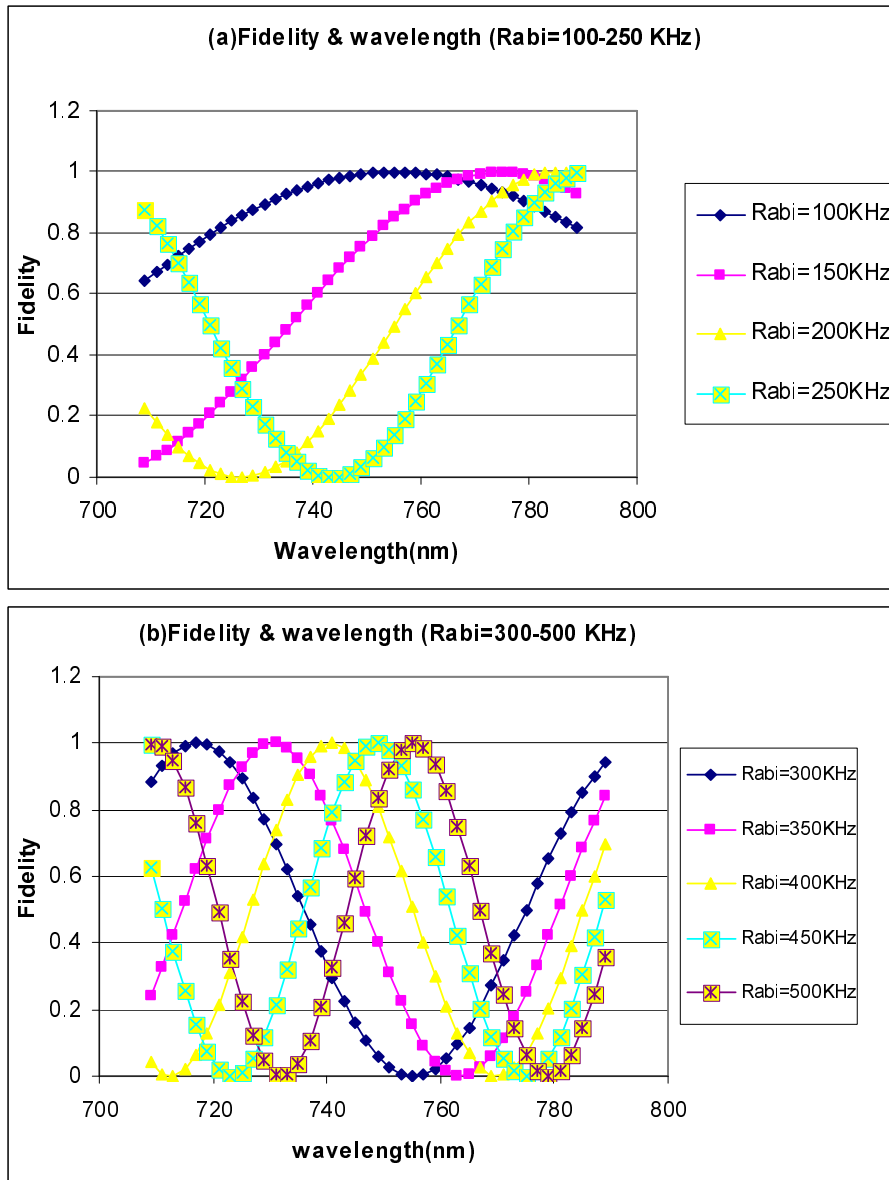 (a)Fidelity & wavelength (Rabi=100-250 KHz)
1.2
1
0.8
0.6
0.4
0.2
0
Fidelity
700
720
740
760
780
800
Wavelength(nm)
Rabi=100KHz
Rabi=150KHz
Rabi=200KHz
Rabi=250KHz
(b)Fidelity & wavelength (Rabi=300-500 KHz)
1.2
1
0.8
0.6
0.4
0.2
0
Fidelity
700
720
740
760
780
800
wavelength(nm)
Rabi=300KHz
Rabi=350KHz
Rabi=400KHz
Rabi=450KHz
Rabi=500KHz